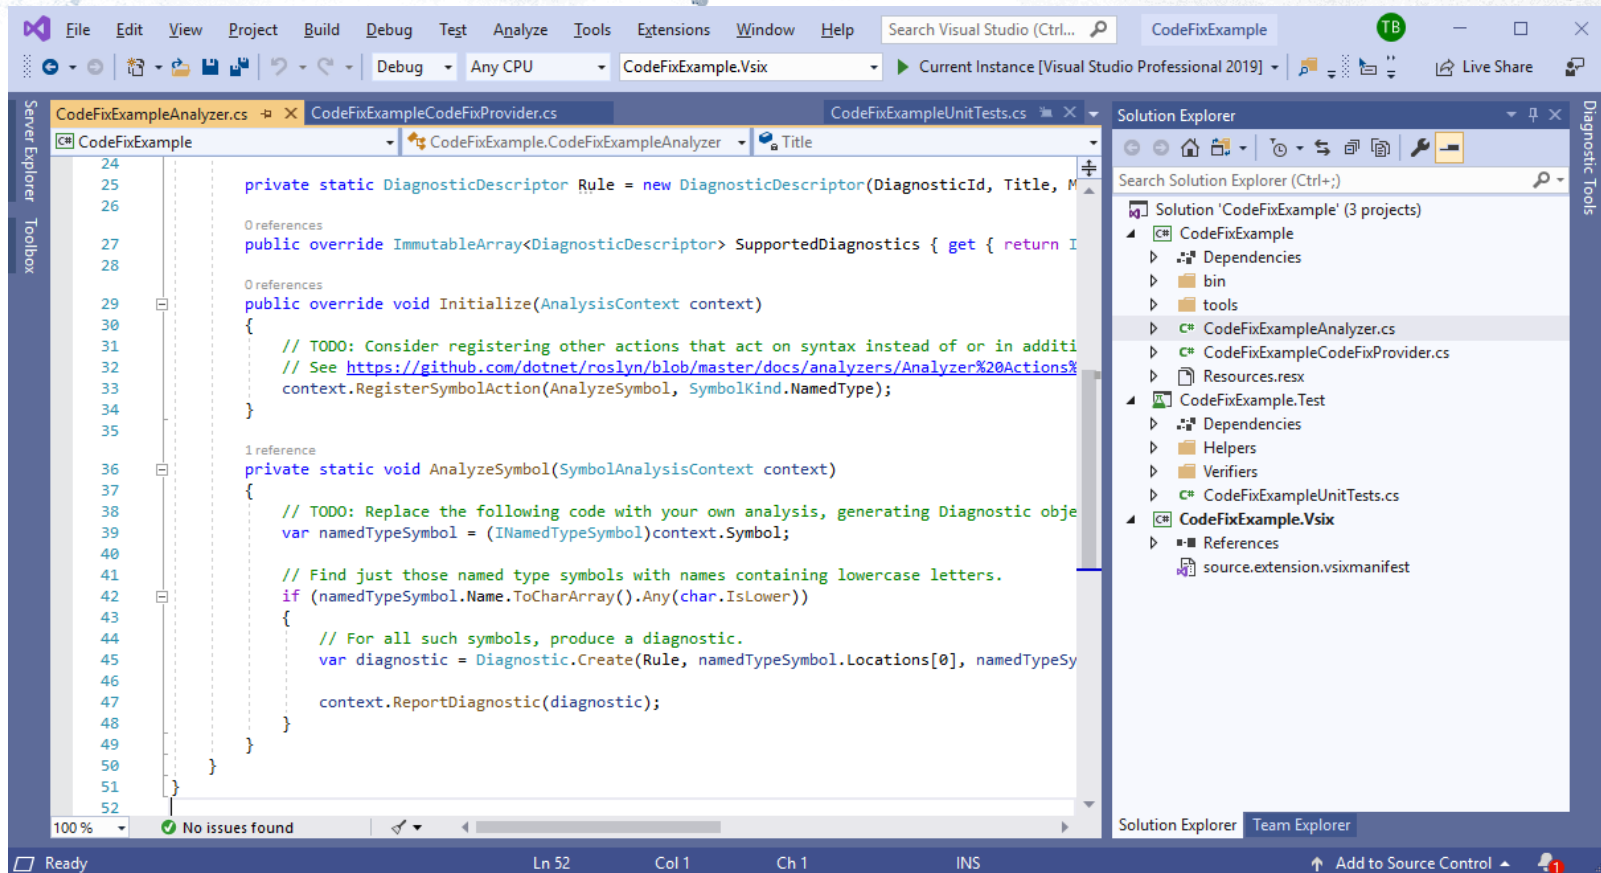 File Edit View Project Build Debug Test Analyze Tools Extensions Window Help Search Visual Studio (Ctrl... CodeFixExample TB
Debug Any CPU CodeFixExample.Vsix Current Instance [Visual Studio Professional 2019] Live Share
Server Explorer
Toolbox
CodeFixExampleAnalyzer.cs CodeFixExampleCodeFixProvider.cs CodeFixExampleUnitTests.cs
CodeFixExample CodeFixExample.CodeFixExampleAnalyzer Title
24
25 private static DiagnosticDescriptor Rule = new DiagnosticDescriptor(DiagnosticId, Title, M
26
0 references
27 public override ImmutableArray<DiagnosticDescriptor> SupportedDiagnostics { get { return I
28
0 references
29 public override void Initialize(AnalysisContext context)
30 {
31 // TODO: Consider registering other actions that act on syntax instead of or in additi
32 // See https://github.com/dotnet/roslyn/blob/master/docs/analyzers/Analyzer%20Actions%
33 context.RegisterSymbolAction(AnalyzeSymbol, SymbolKind.NamedType);
34 }
35
1 reference
36 private static void AnalyzeSymbol(SymbolAnalysisContext context)
37 {
38 // TODO: Replace the following code with your own analysis, generating Diagnostic obje
39 var namedTypeSymbol = (INamedTypeSymbol)context.Symbol;
40
41 // Find just those named type symbols with names containing lowercase letters.
42 if (namedTypeSymbol.Name.ToCharArray().Any(char.IsLower))
43 {
44 // For all such symbols, produce a diagnostic.
45 var diagnostic = Diagnostic.Create(Rule, namedTypeSymbol.Locations[0], namedTypeSy
46
47 context.ReportDiagnostic(diagnostic);
48 }
49 }
50 }
51 }
52
100 % No issues found
Solution Explorer
Search Solution Explorer (Ctrl+;)
Solution 'CodeFixExample' (3 projects)
C# CodeFixExample
Dependencies
bin
tools
C# CodeFixExampleAnalyzer.cs
C# CodeFixExampleCodeFixProvider.cs
Resources.resx
CodeFixExample.Test
Dependencies
Helpers
Verifiers
C# CodeFixExampleUnitTests.cs
C# CodeFixExample.Vsix
References
source.extension.vsixmanifest
Solution Explorer Team Explorer
Diagnostic Tools
Ready Ln 52 Col 1 Ch 1 INS Add to Source Control 1